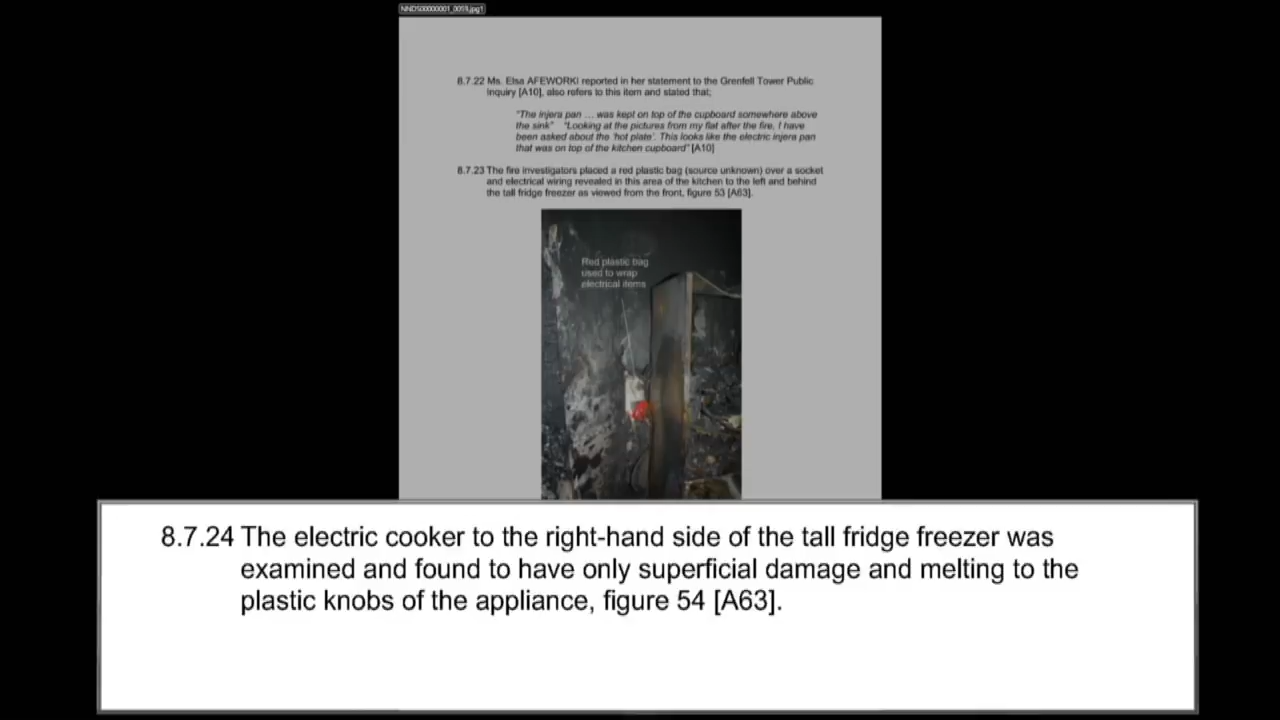 8.7.22 Ms. Elsa AFEWORKI reported in her statement to the Grenfell Tower Public
Inquiry [A10], also refers to this item and stated that;
"The injera pan ... was kept on top of the cupboard somewhere above
the sink" "Looking at the pictures from my flat after the fire, I have
been asked about the 'hot plate'. This looks like the electric injera pan
that was on top of the kitchen cupboard" [A10]
8.7.23 The fire investigators placed a red plastic bag (source unknown) over a socket
and electrical wiring revealed in this area of the kitchen to the left and behind
the tall fridge freezer as viewed from the front, figure 53 [A63].
Red plastic bag
used to wrap
electrical items
8.7.24 The electric cooker to the right-hand side of the tall fridge freezer was
examined and found to have only superficial damage and melting to the
plastic knobs of the appliance, figure 54 [A63].